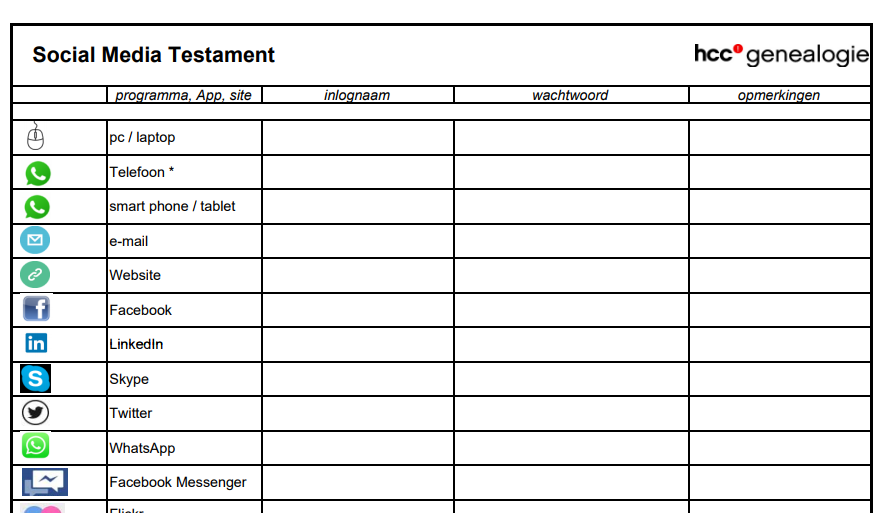 Social Media Testament
hcc! genealogie
programma, App, site inlognaam wachtwoord opmerkingen
pc / laptop
Telefoon *
smart phone / tablet
e-mail
Website
Facebook
LinkedIn
Skype
Twitter
WhatsApp
Facebook Messenger
Flickr